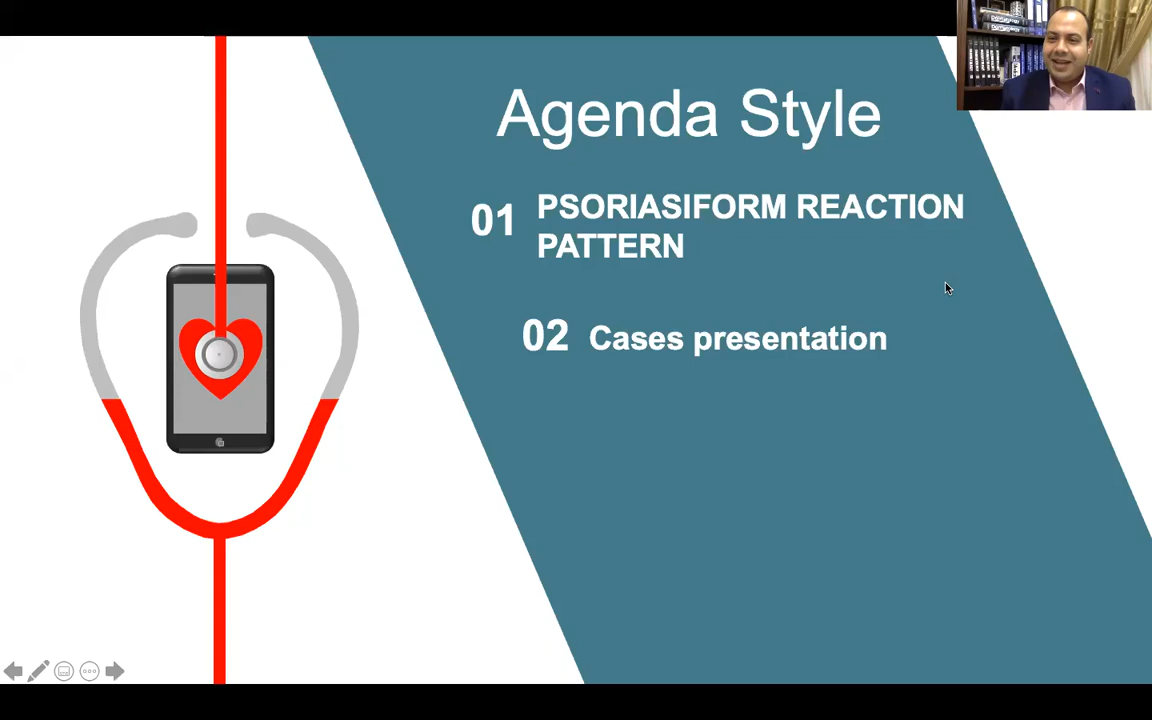 Agenda Style
01 PSORIASIFORM REACTION
PATTERN
02 Cases presentation